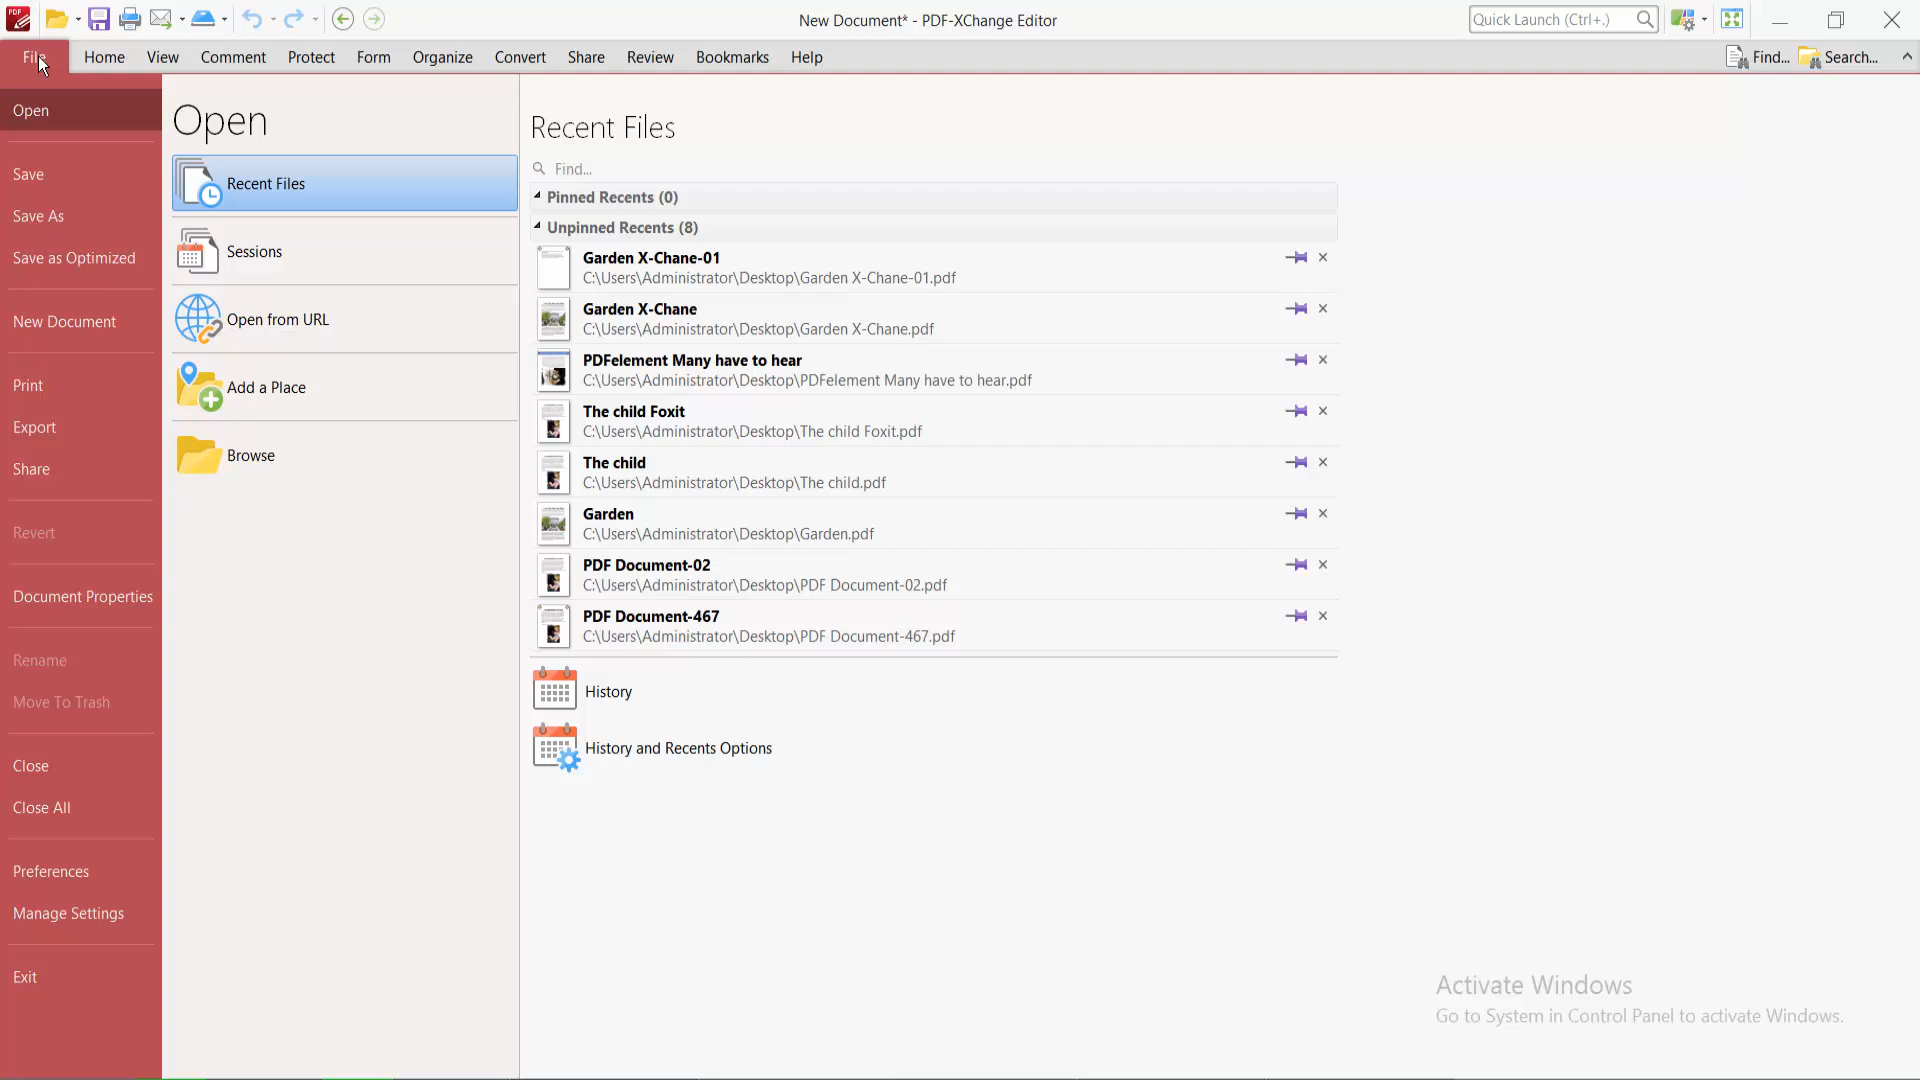 New Document* - PDF-XChange Editor
Quick Launch (Ctrl+.)
File Home View Comment Protect Form Organize Convert Share Review Bookmarks Help
Find... Search...
Open
Save
Save As
Save as Optimized
New Document
Print
Export
Share
Revert
Document Properties
Rename
Move To Trash
Close
Close All
Preferences
Manage Settings
Exit
Open
Recent Files
Sessions
Open from URL
Add a Place
Browse
Recent Files
Find...
Pinned Recents (0)
Unpinned Recents (8)
Garden X-Chane-01
C:\Users\Administrator\Desktop\Garden X-Chane-01.pdf
Garden X-Chane
C:\Users\Administrator\Desktop\Garden X-Chane.pdf
PDFelement Many have to hear
C:\Users\Administrator\Desktop\PDFelement Many have to hear.pdf
The child Foxit
C:\Users\Administrator\Desktop\The child Foxit.pdf
The child
C:\Users\Administrator\Desktop\The child.pdf
Garden
C:\Users\Administrator\Desktop\Garden.pdf
PDF Document-02
C:\Users\Administrator\Desktop\PDF Document-02.pdf
PDF Document-467
C:\Users\Administrator\Desktop\PDF Document-467.pdf
History
History and Recents Options
Activate Windows
Go to System in Control Panel to activate Windows.